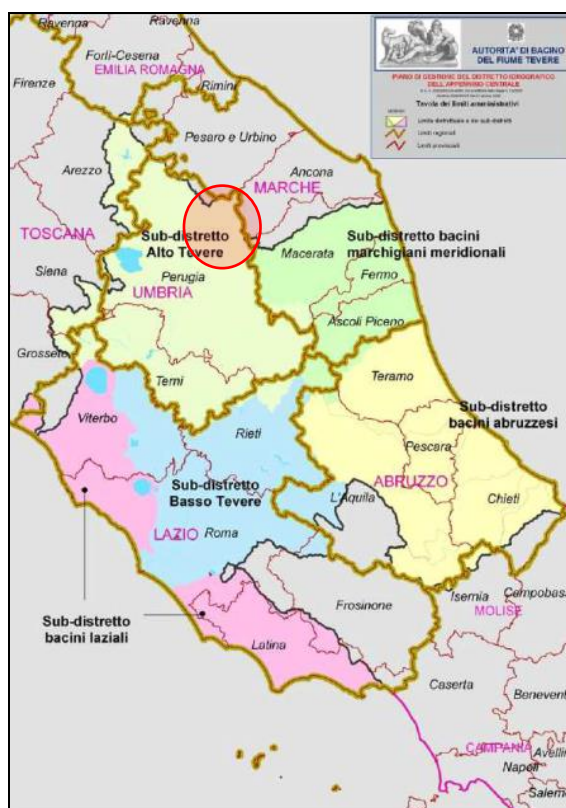 AUTORITA' DI BACINO
DEL FIUME TEVERE
PIANO DI GESTIONE DEL DISTRETTO IDROGRAFICO
DELL'APPENNINO CENTRALE
Tavola dei limiti amministrativi
Limiti regionali
Limiti provinciali
Ravenna
Ravenna
Forlì-Cesena
EMILIA ROMAGNA
Firenze
Rimini
Pesaro e Urbino
Arezzo
Ancona
MARCHE
TOSCANA
Sub-distretto
Alto Tevere
Sub-distretto bacini
marchigiani meridionali
Macerata
Siena
Perugia
Fermo
UMBRIA
Ascoli Piceno
Grosseto
Terni
Teramo
Viterbo
Rieti
Sub-distretto
bacini abruzzesi
Pescara
Sub-distretto
Basso Tevere
L'Aquila
ABRUZZO
Chieti
LAZIO
Roma
Frosinone
Isernia
Campobass
MOLISE
Sub-distretto
bacini laziali
Latina
Caserta
Benevent
CAMPANIA
Avellin
Napoli
Salerno